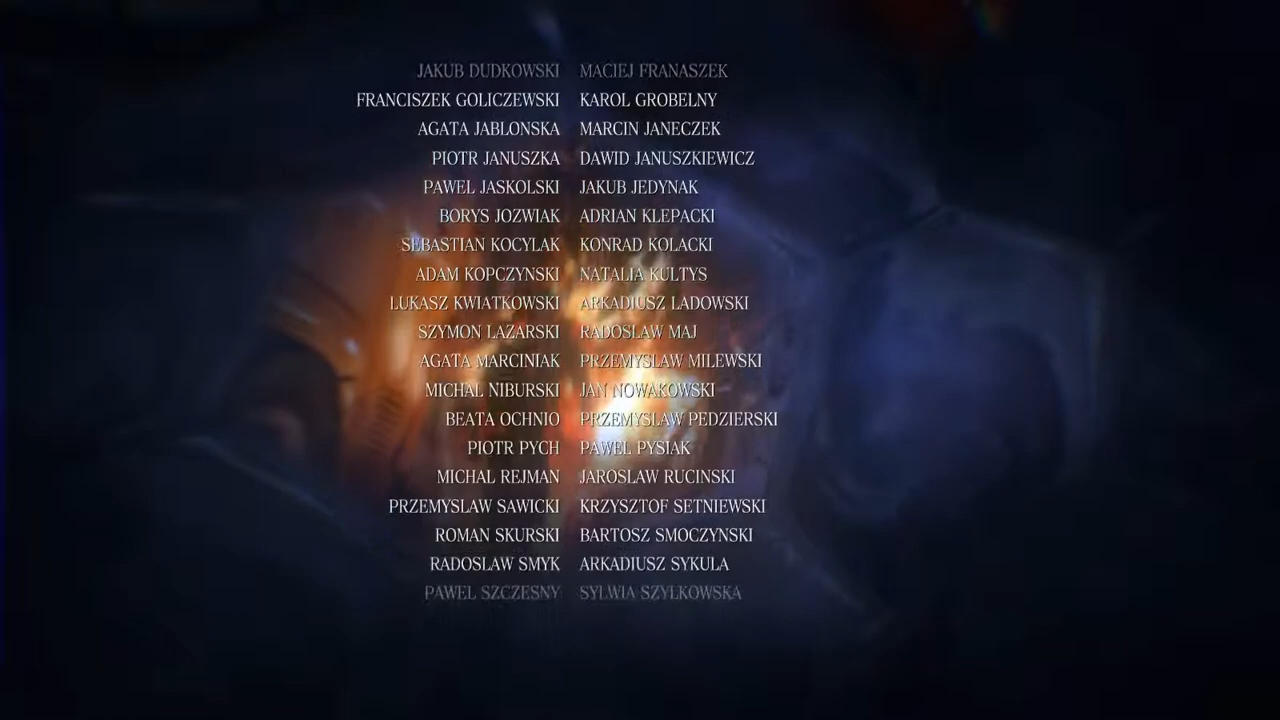 JAKUB DUDKOWSKI MACIEJ FRANASZEK
FRANCISZEK GOLICZEWSKI KAROL GROBELNY
AGATA JABLONSKA MARCIN JANECZEK
PIOTR JANUSZKA DAWID JANUSZKIEWICZ
PAWEL JASKOLSKI JAKUB JEDYNAK
BORYS JOZWIAK ADRIAN KLEPACKI
SEBASTIAN KOCYLAK KONRAD KOLACKI
ADAM KOPCZYNSKI NATALIA KULTYS
LUKASZ KWIATKOWSKI ARKADIUSZ LADOWSKI
SZYMON LAZARSKI RADOSLAW MAJ
AGATA MARCINIAK PRZEMYSLAW MILEWSKI
MICHAL NIBURSKI JAN NOWAKOWSKI
BEATA OCHNIO PRZEMYSLAW PEDZIERSKI
PIOTR PYCH PAWEL PYSIAK
MICHAL REJMAN JAROSLAW RUCINSKI
PRZEMYSLAW SAWICKI KRZYSZTOF SETNIEWSKI
ROMAN SKURSKI BARTOSZ SMOCZYNSKI
RADOSLAW SMYK ARKADIUSZ SYKULA
PAWEL SZCZESNY SYLWIA SZYLKOWSKA